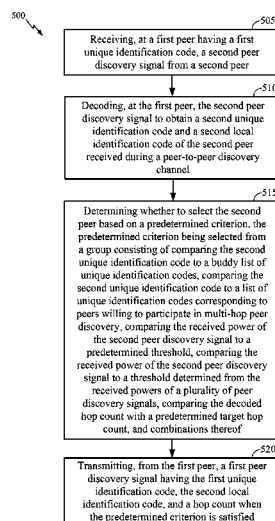 500
505
Receiving, at a first peer having a first
unique identification code, a second peer
discovery signal from a second peer
510
Decoding, at the first peer, the second peer
discovery signal to obtain a second unique
identification code and a second local
identification code of the second peer
received during a peer-to-peer discovery
channel
515
Determining whether to select the second
peer based on a predetermined criterion, the
predetermined criterion being selected from
a group consisting of comparing the second
unique identification code to a buddy list of
unique identification codes, comparing the
second unique identification code to a list of
unique identification codes corresponding to
peers willing to participate in multi-hop peer
discovery, comparing the received power of
the second peer discovery signal to a
predetermined threshold, comparing the
received power of the second peer discovery
signal to a threshold determined from the
received powers of a plurality of peer
discovery signals, comparing the decoded
hop count with a predetermined target hop
count, and combinations thereof
520
Transmitting, from the first peer, a first peer
discovery signal having the first unique
identification code, the second local
identification code, and a hop count when
the predetermined criterion is satisfied